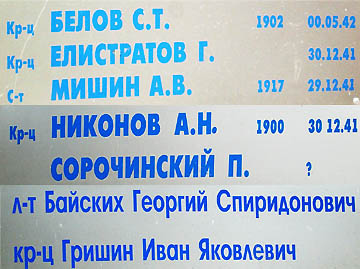 Кр-ц БЕЛОВ С.Т. 1902 00.05.42
Кр-ц ЕЛИСТРАТОВ Г. 30.12.41
С-т МИШИН А.В. 1917 29.12.41
Кр-ц НИКОНОВ А.Н. 1900 30 12.41
СОРОЧИНСКИЙ П. ?
л-т Байских Георгий Спиридонович
кр-ц Гришин Иван Яковлевич